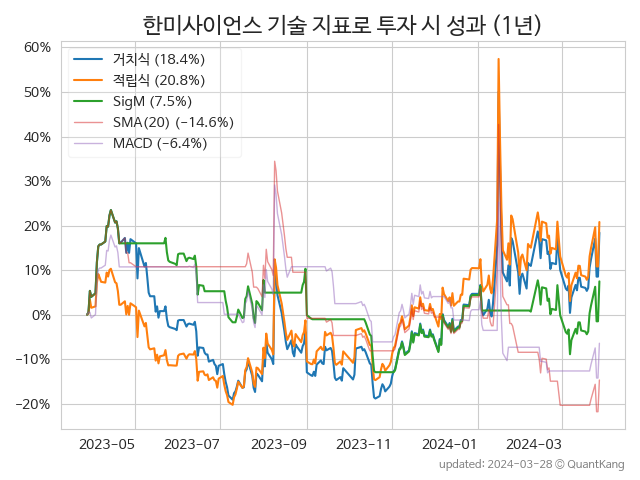 한미사이언스 기술 지표로 투자 시 성과 (1년)
60%
50%
40%
30%
20%
10%
0%
−10%
−20%
거치식 (18.4%)
적립식 (20.8%)
SigM (7.5%)
SMA(20) (−14.6%)
MACD (−6.4%)
2023-05 2023-07 2023-09 2023-11 2024-01 2024-03
updated: 2024-03-28 ⓒ QuantKang